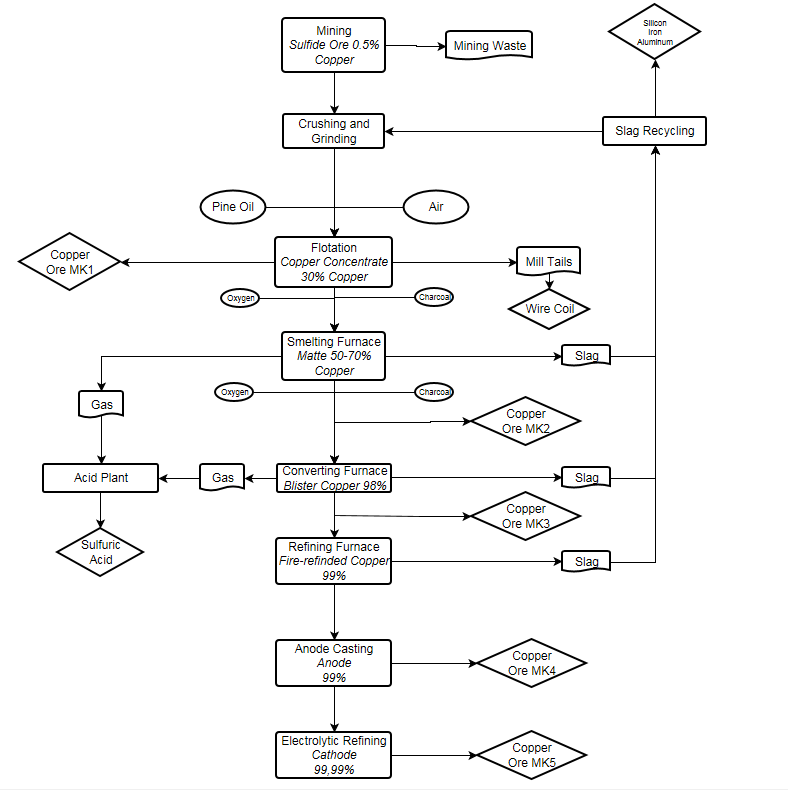 Mining
Sulfide Ore 0.5%
Copper
Mining Waste
Silicon
Iron
Aluminum
Crushing and
Grinding
Slag Recycling
Pine Oil
Air
Flotation
Copper Concentrate
30% Copper
Copper
Ore MK1
Mill Tails
Wire Coil
Oxygen
Charcoal
Smelting Furnace
Matte 50-70%
Copper
Slag
Gas
Oxygen
Charcoal
Copper
Ore MK2
Converting Furnace
Blister Copper 98%
Gas
Acid Plant
Slag
Copper
Ore MK3
Sulfuric
Acid
Refining Furnace
Fire-refinded Copper
99%
Slag
Anode Casting
Anode
99%
Copper
Ore MK4
Electrolytic Refining
Cathode
99,99%
Copper
Ore MK5